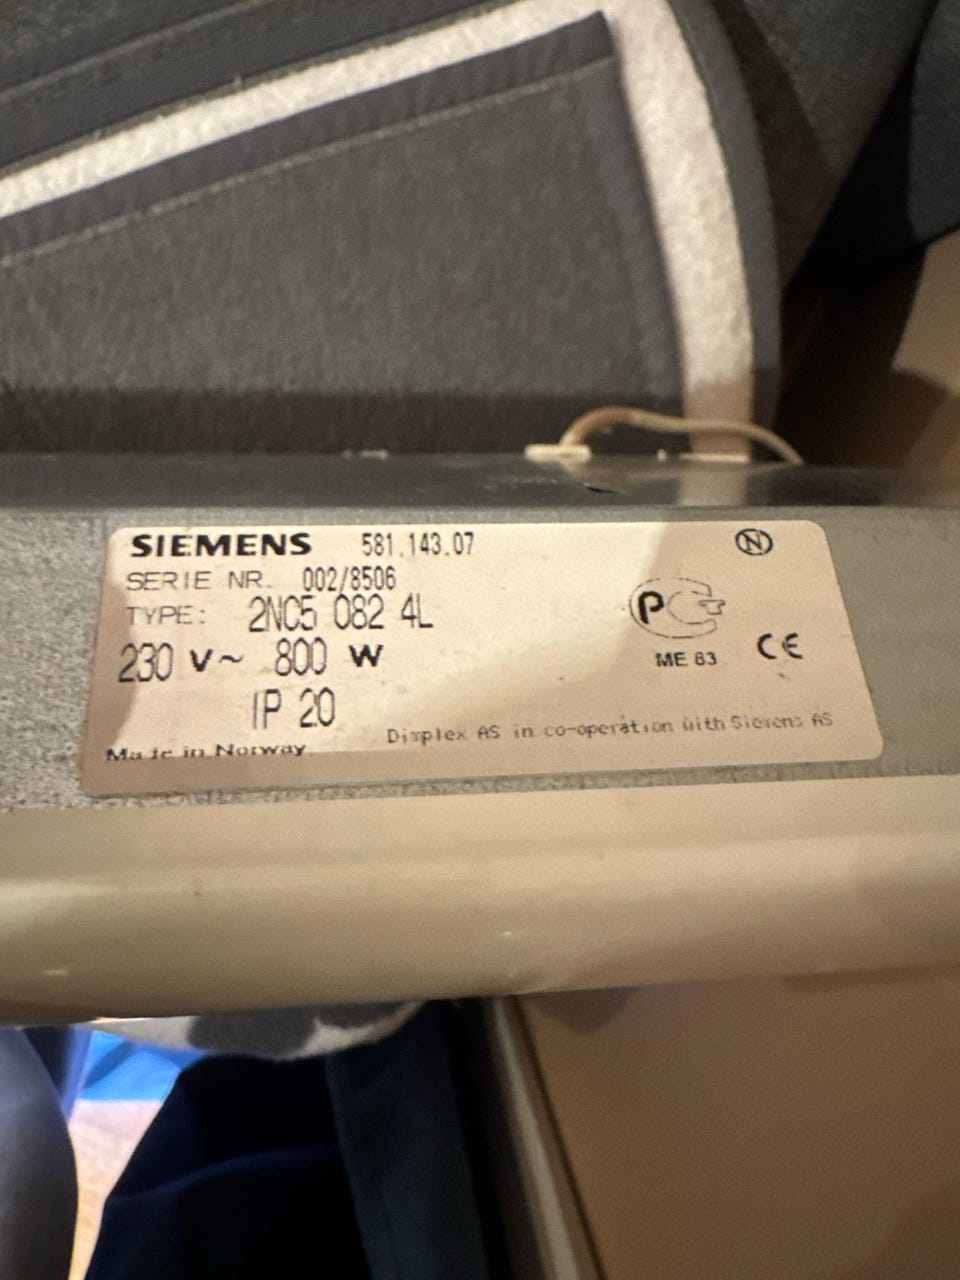 SIEMENS 581.143.07
SERIE NR. 002/8506
TYPE: 2NC5 082 4L
230 V~ 800 W
IP 20
Made in Norway
Dimplex AS in co-operation with Siemens AS
N
PC
ME 83
CE